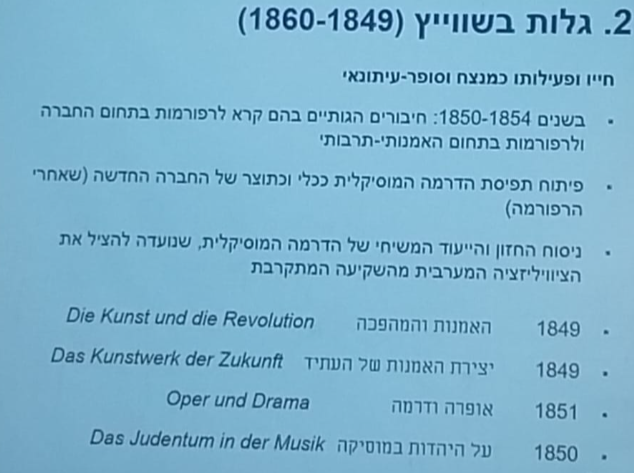 2. גלות בשווייץ (1860-1849)
חייו ופעילותו כמנצח וסופר-עיתונאי
• בשנים 1850-1854: חיבורים הגותיים בהם קרא לרפורמות בתחום החברה
ולרפורמות בתחום האמנותי-תרבותי
• פיתוח תפיסת הדרמה המוסיקלית ככלי וכתוצר של החברה החדשה (שאחרי
הרפורמה)
• ניסוח החזון והייעוד המשיחי של הדרמה המוסיקלית, שנועדה להציל את
הציוויליזציה המערבית מהשקיעה המתקרבת
• 1849 האמנות והמהפכה Die Kunst und die Revolution
• 1849 יצירת האמנות של העתיד Das Kunstwerk der Zukunft
• 1851 אופרה ודרמה Oper und Drama
• 1850 על היהדות במוסיקה Das Judentum in der Musik